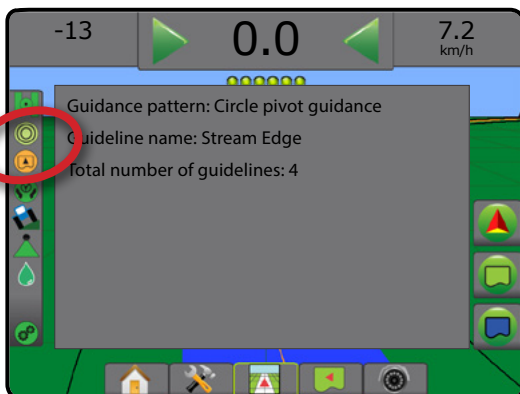 -13
0.0
7.2
km/h
Guidance pattern: Circle pivot guidance
Guideline name: Stream Edge
Total number of guidelines: 4